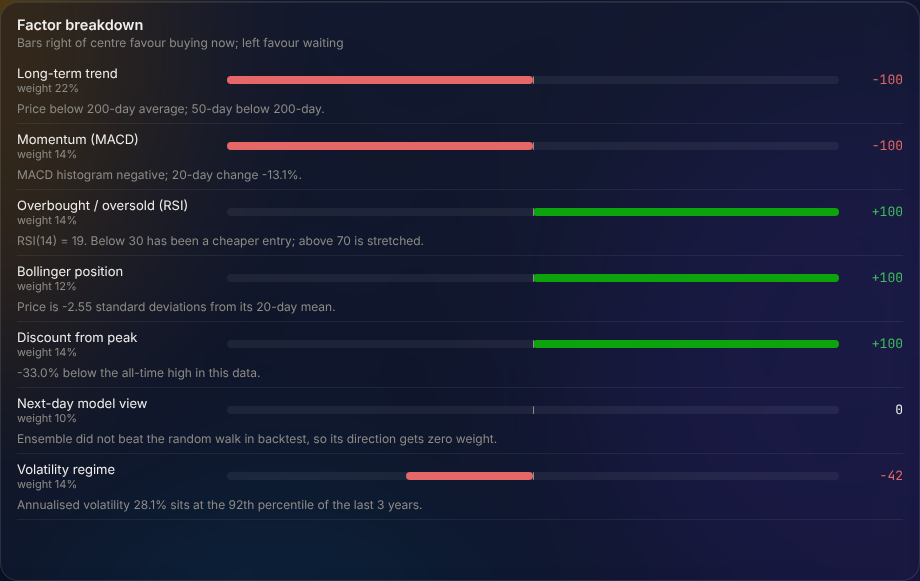 Factor breakdown
Bars right of centre favour buying now; left favour waiting
Long-term trend
weight 22%
-100
Price below 200-day average; 50-day below 200-day.
Momentum (MACD)
weight 14%
-100
MACD histogram negative; 20-day change -13.1%.
Overbought / oversold (RSI)
weight 14%
+100
RSI(14) = 19. Below 30 has been a cheaper entry; above 70 is stretched.
Bollinger position
weight 12%
+100
Price is -2.55 standard deviations from its 20-day mean.
Discount from peak
weight 14%
+100
-33.0% below the all-time high in this data.
Next-day model view
weight 10%
0
Ensemble did not beat the random walk in backtest, so its direction gets zero weight.
Volatility regime
weight 14%
-42
Annualised volatility 28.1% sits at the 92th percentile of the last 3 years.